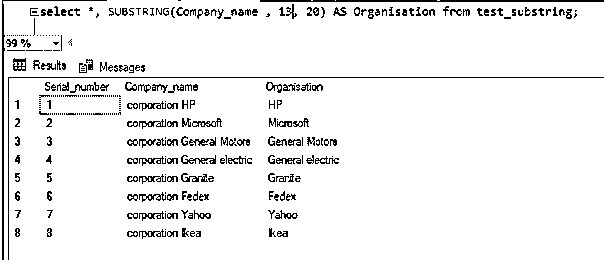 select *, SUBSTRING(Company_name , 13, 20) AS Organisation from test_substring;
99 %
Results Messages
Serial_number Company_name Organisation
1 1 corporation HP HP
2 2 corporation Microsoft Microsoft
3 3 corporation General Motors General Motors
4 4 corporation General electric General electric
5 5 corporation Granite Granite
6 6 corporation Fedex Fedex
7 7 corporation Yahoo Yahoo
8 8 corporation Ikea Ikea